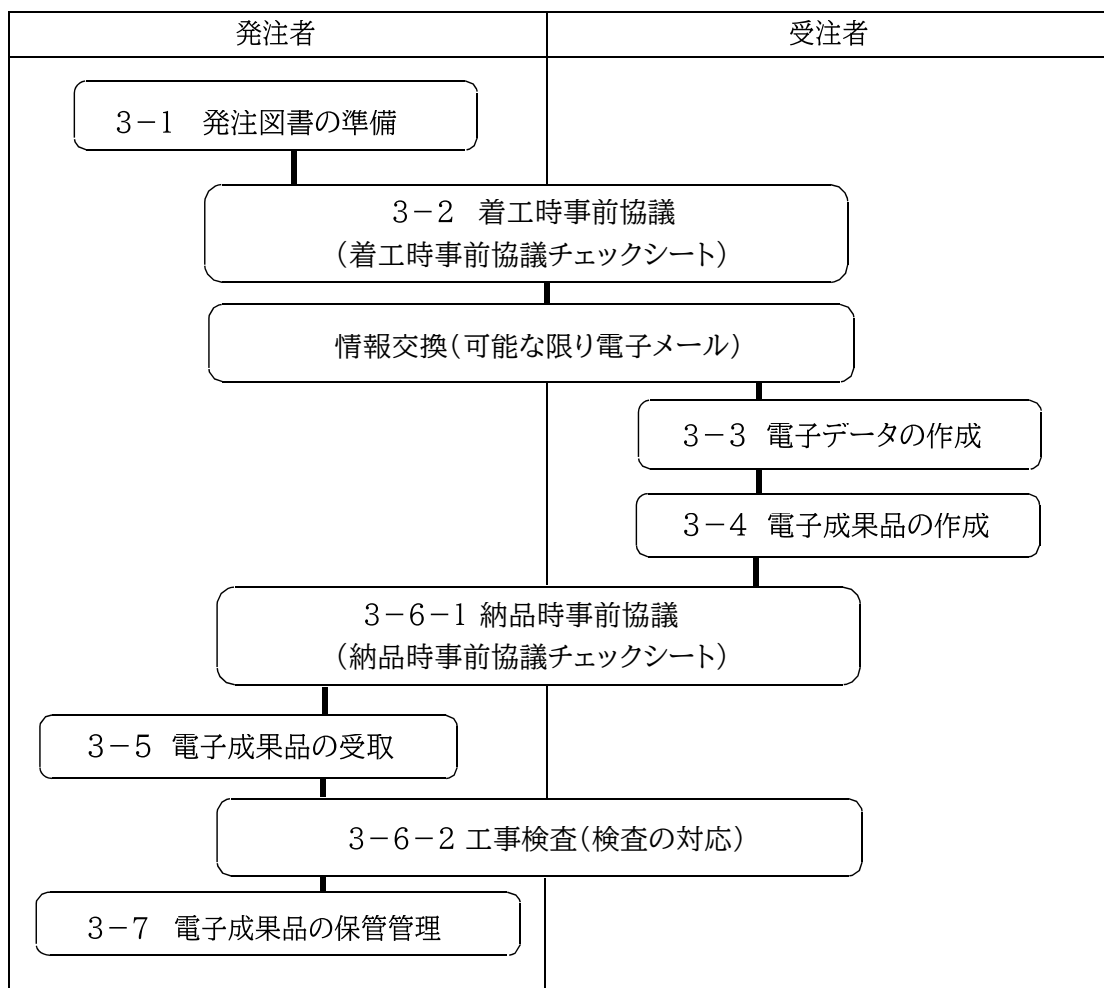 発注者 受注者
3-1 発注図書の準備
3-2 着工時事前協議
(着工時事前協議チェックシート)
情報交換(可能な限り電子メール)
3-3 電子データの作成
3-4 電子成果品の作成
3-6-1 納品時事前協議
(納品時事前協議チェックシート)
3-5 電子成果品の受取
3-6-2 工事検査(検査の対応)
3-7 電子成果品の保管管理